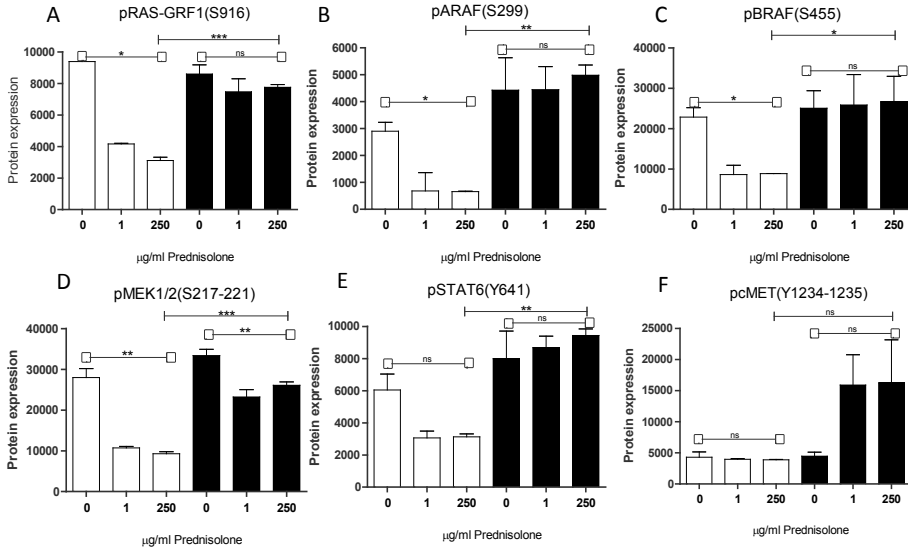 A
pRAS-GRF1(S916)
***
*
ns
Protein expression
10000
8000
6000
4000
2000
0
0 1 250 0 1 250
μg/ml Prednisolone
B
pARAF(S299)
**
ns
*
Protein expression
6000
5000
4000
3000
2000
1000
0
0 1 250 0 1 250
μg/ml Prednisolone
C
pBRAF(S455)
*
ns
*
Protein expression
40000
30000
20000
10000
0
0 1 250 0 1 250
μg/ml Prednisolone
D
pMEK1/2(S217-221)
***
**
**
Protein expression
40000
30000
20000
10000
0
0 1 250 0 1 250
μg/ml Prednisolone
E
pSTAT6(Y641)
**
ns
ns
Protein expression
10000
8000
6000
4000
2000
0
0 1 250 0 1 250
μg/ml Prednisolone
F
pcMET(Y1234-1235)
ns
ns
ns
Protein expression
25000
20000
15000
10000
5000
0
0 1 250 0 1 250
μg/ml Prednisolone